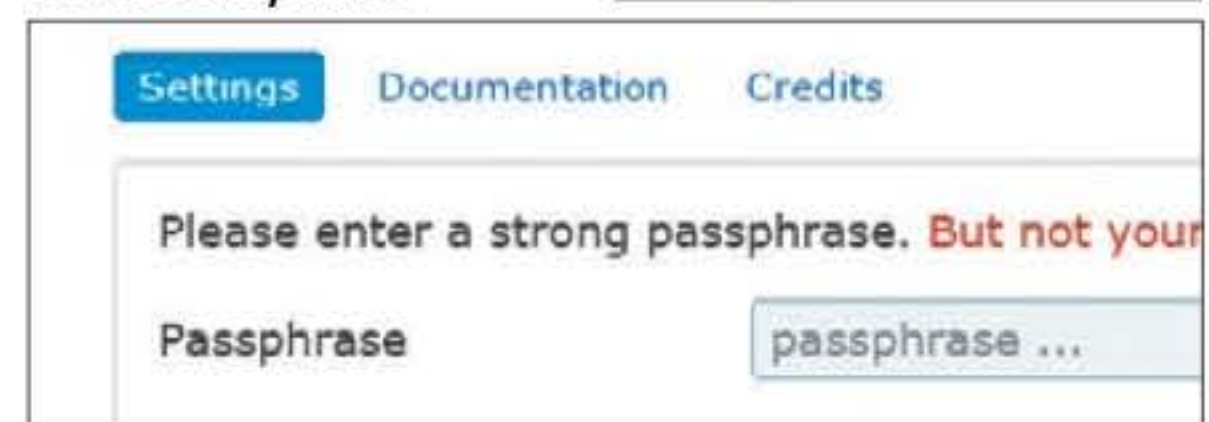 Settings Documentation Credits
Please enter a strong passphrase. But not your
Passphrase passphrase ...